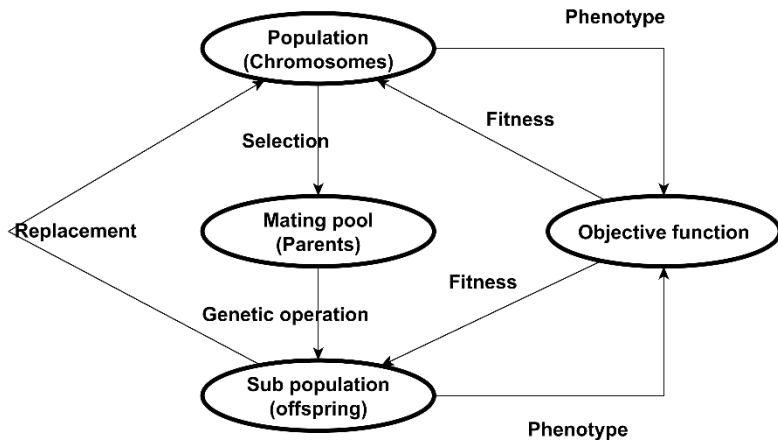 Phenotype
Population
(Chromosomes)
Fitness
Selection
Replacement
Mating pool
(Parents)
Objective function
Fitness
Genetic operation
Sub population
(offspring)
Phenotype